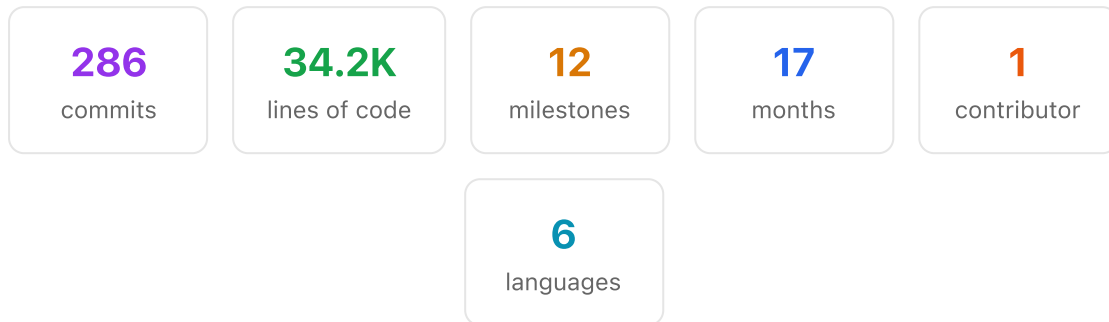 286
commits
34.2K
lines of code
12
milestones
17
months
1
contributor
6
languages